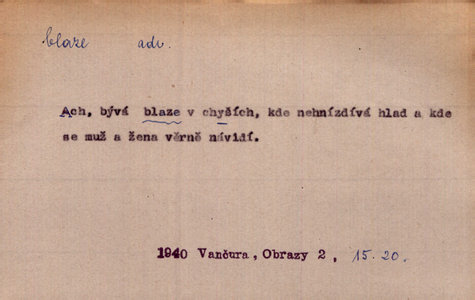 blaze adv.
Ach, bývá blaze v chyších, kde nehnízdívá hlad a kde
se muž a žena věrně návidí.
1940 Vančura, Obrazy 2, 15.20.